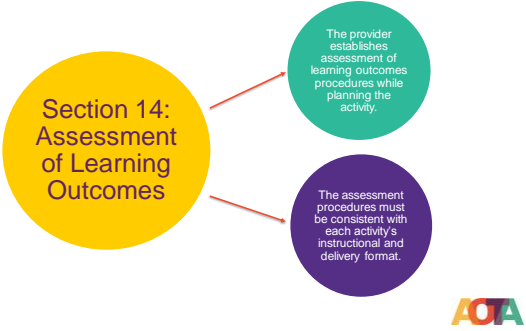 Section 14:
Assessment
of Learning
Outcomes
The provider
establishes
assessment of
learning outcomes
procedures while
planning the
activity.
The assessment
procedures must
be consistent with
each activity's
instructional and
delivery format.
AOTA